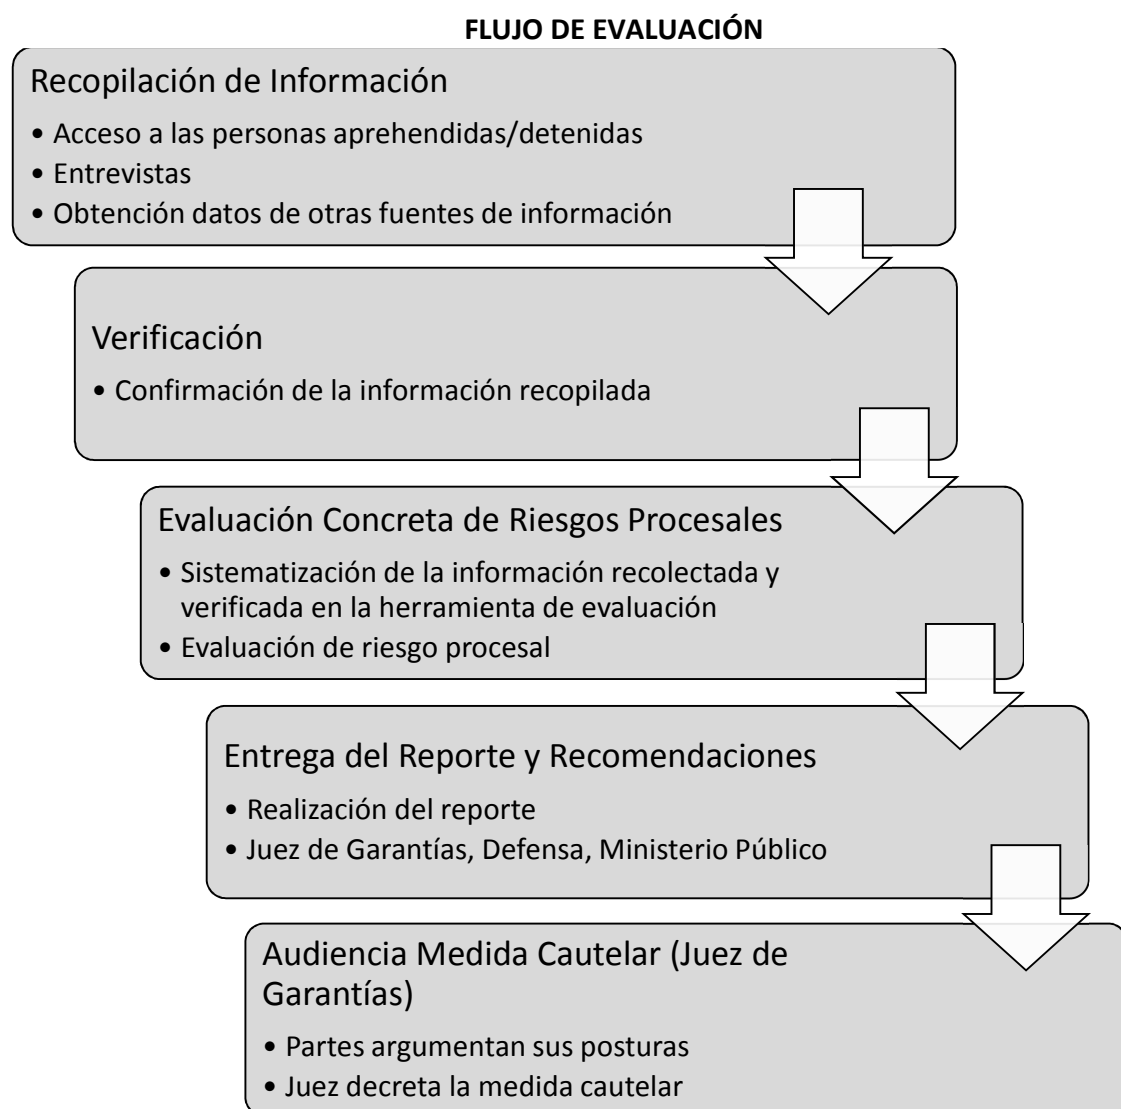 FLUJO DE EVALUACIÓN
Recopilación de Información
• Acceso a las personas aprehendidas/detenidas
• Entrevistas
• Obtención datos de otras fuentes de información
Verificación
• Confirmación de la información recopilada
Evaluación Concreta de Riesgos Procesales
• Sistematización de la información recolectada y
verificada en la herramienta de evaluación
• Evaluación de riesgo procesal
Entrega del Reporte y Recomendaciones
• Realización del reporte
• Juez de Garantías, Defensa, Ministerio Público
Audiencia Medida Cautelar (Juez de
Garantías)
• Partes argumentan sus posturas
• Juez decreta la medida cautelar